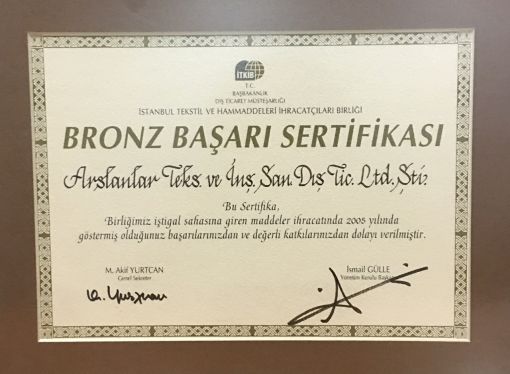 İTKİB
T.C.
BAŞBAKANLIK
DIŞ TİCARET MÜSTEŞARLIĞI
İSTANBUL TEKSTİL VE HAMMADDELERİ İHRACATÇILARI BİRLİĞİ
BRONZ BAŞARI SERTİFİKASI
Arslanlar Teks. ve İnş. San. Dış Tic. Ltd. Şti.
Bu Sertifika,
Birliğimiz iştigal sahasına giren maddeler ihracatında 2005 yılında
göstermiş olduğunuz başarılarınızdan ve değerli katkılarınızdan dolayı verilmiştir.
M. Akif YURTCAN
Genel Sekreter
İsmail GÜLLE
Yönetim Kurulu Başkanı